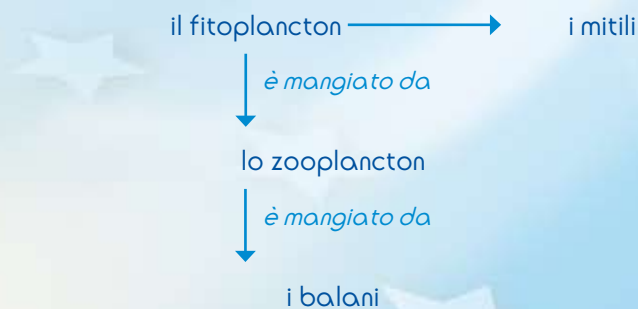 il fitoplancton i mitili
è mangiato da
lo zooplancton
è mangiato da
i balani